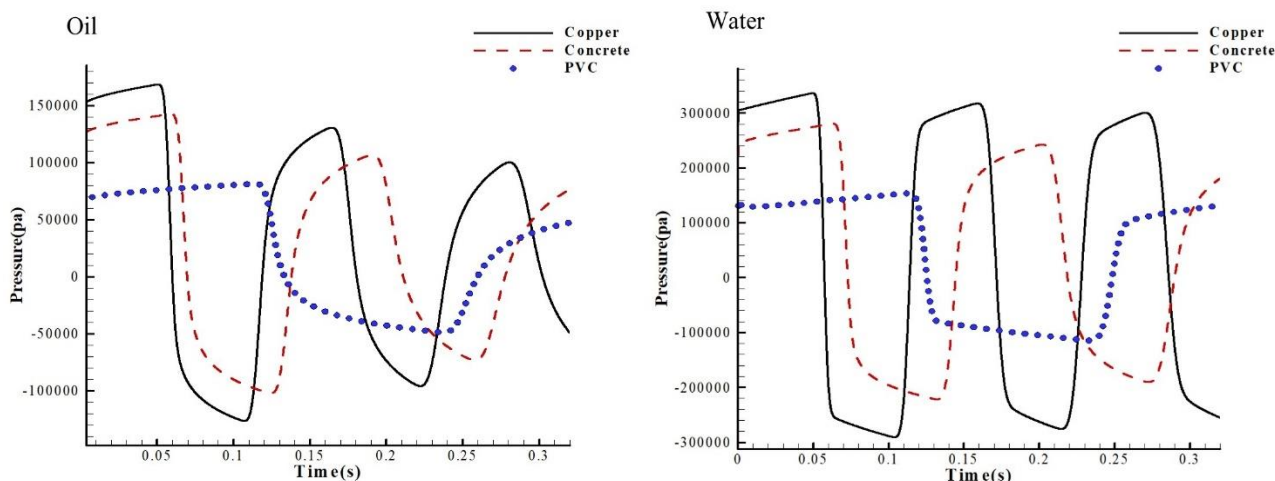 Oil
Copper
Concrete
PVC
150000
100000
50000
0
-50000
-100000
Pressure(pa)
0.05
0.1
0.15
0.2
0.25
0.3
Time(s)
Water
Copper
Concrete
PVC
300000
200000
100000
0
-100000
-200000
-300000
Pressure(pa)
0
0.05
0.1
0.15
0.2
0.25
0.3
Time(s)